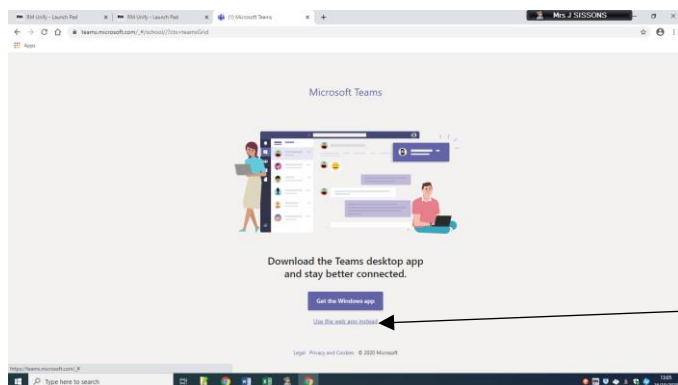 RM Unify - Launch Pad
RM Unify - Launch Pad
(1) Microsoft Teams
Mrs J SISSONS
teams.microsoft.com/_#/school//?ctx=teamsGrid
Apps
Microsoft Teams
Download the Teams desktop app
and stay better connected.
Get the Windows app
Use the web app instead
Legal Privacy and Cookies © 2020 Microsoft
https://teams.microsoft.com/_#
Type here to search
13:05